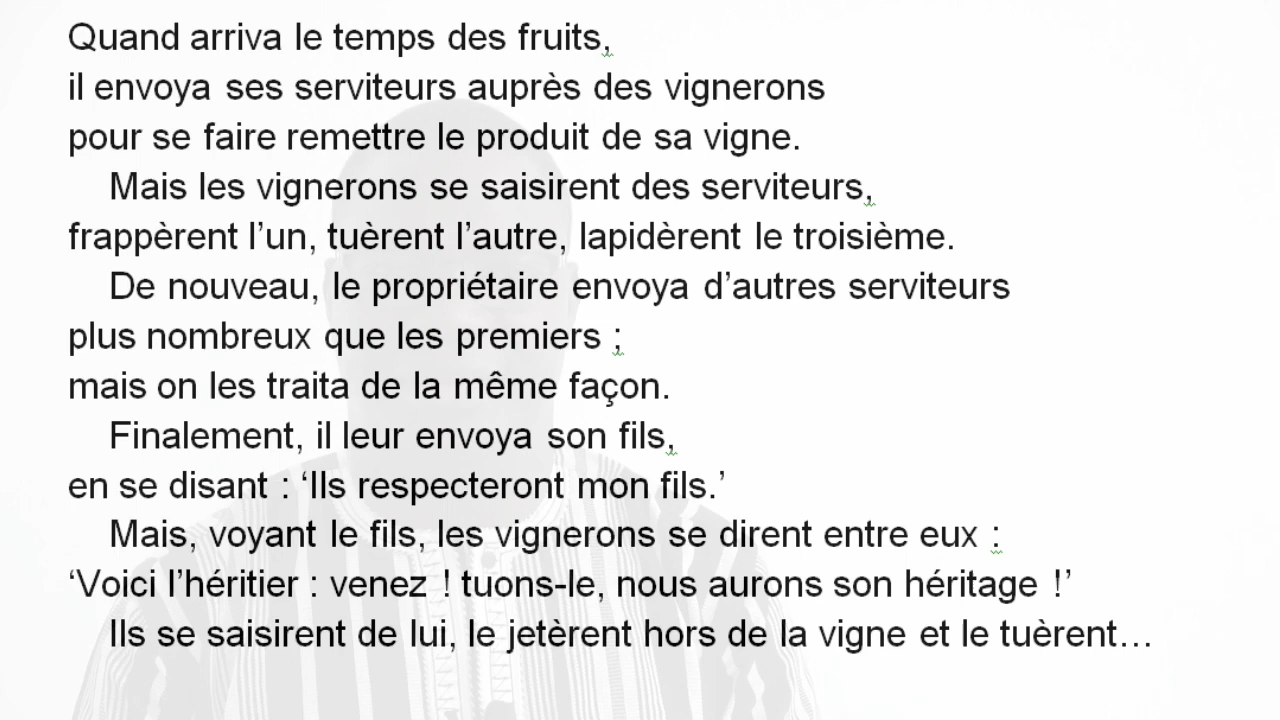 Quand arriva le temps des fruits,
il envoya ses serviteurs auprès des vignerons
pour se faire remettre le produit de sa vigne.
Mais les vignerons se saisirent des serviteurs,
frappèrent l’un, tuèrent l’autre, lapidèrent le troisième.
De nouveau, le propriétaire envoya d’autres serviteurs
plus nombreux que les premiers ;
mais on les traita de la même façon.
Finalement, il leur envoya son fils,
en se disant : ‘Ils respecteront mon fils.’
Mais, voyant le fils, les vignerons se dirent entre eux :
‘Voici l’héritier : venez ! tuons-le, nous aurons son héritage !’
Ils se saisirent de lui, le jetèrent hors de la vigne et le tuèrent…